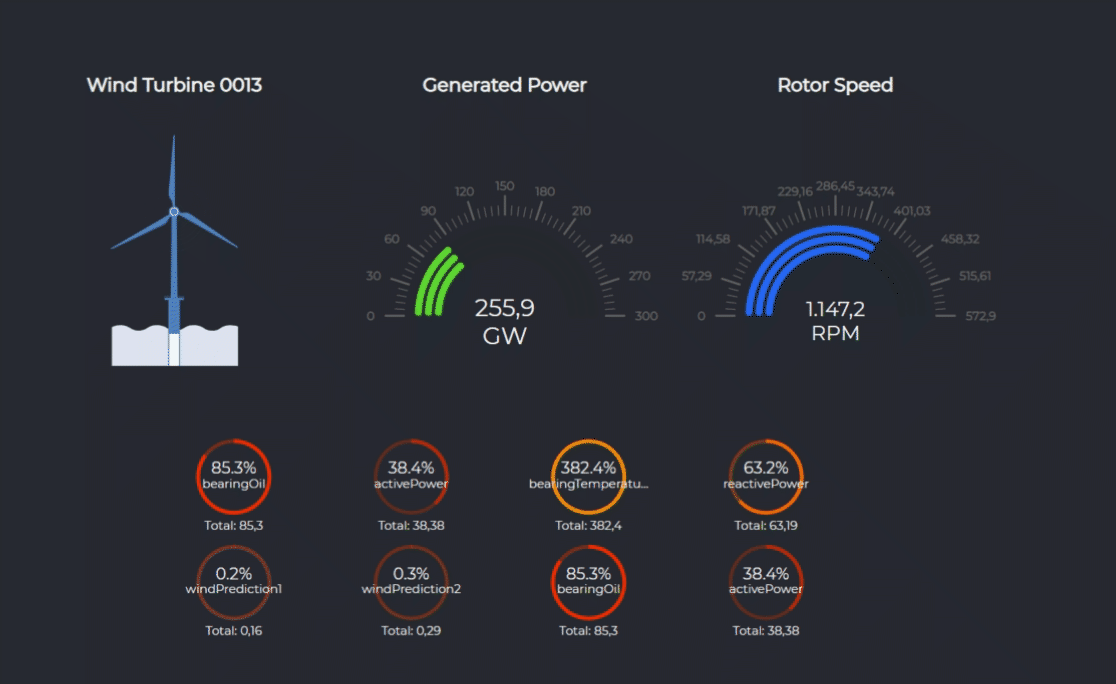 Wind Turbine 0013
Generated Power
Rotor Speed
0
30
60
90
120
150
180
210
240
270
300
255,9
GW
0
57,29
114,58
171,87
229,16
286,45
343,74
401,03
458,32
515,61
572,9
1.147,2
RPM
85.3%
bearingOil
Total: 85,3
38.4%
activePower
Total: 38,38
382.4%
bearingTemperatu...
Total: 382,4
63.2%
reactivePower
Total: 63,19
0.2%
windPrediction1
Total: 0,16
0.3%
windPrediction2
Total: 0,29
85.3%
bearingOil
Total: 85,3
38.4%
activePower
Total: 38,38